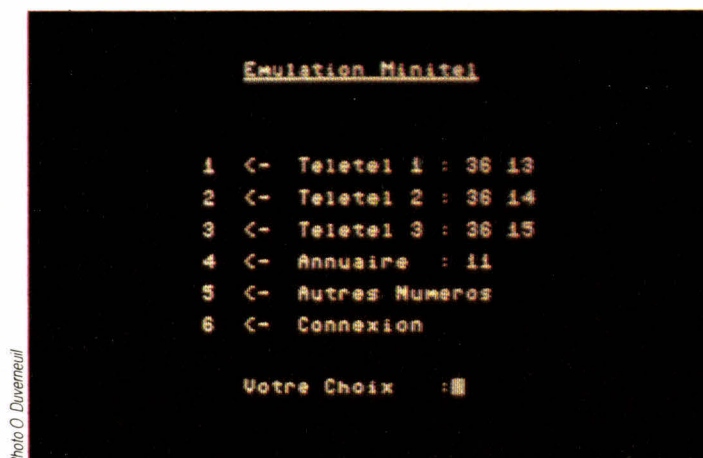 Emulation Minitel
1 <- Teletel 1 : 36 13
2 <- Teletel 2 : 36 14
3 <- Teletel 3 : 36 15
4 <- Annuaire : 11
5 <- Autres Numeros
6 <- Connexion
Votre Choix :
Photo O. Duverneuil